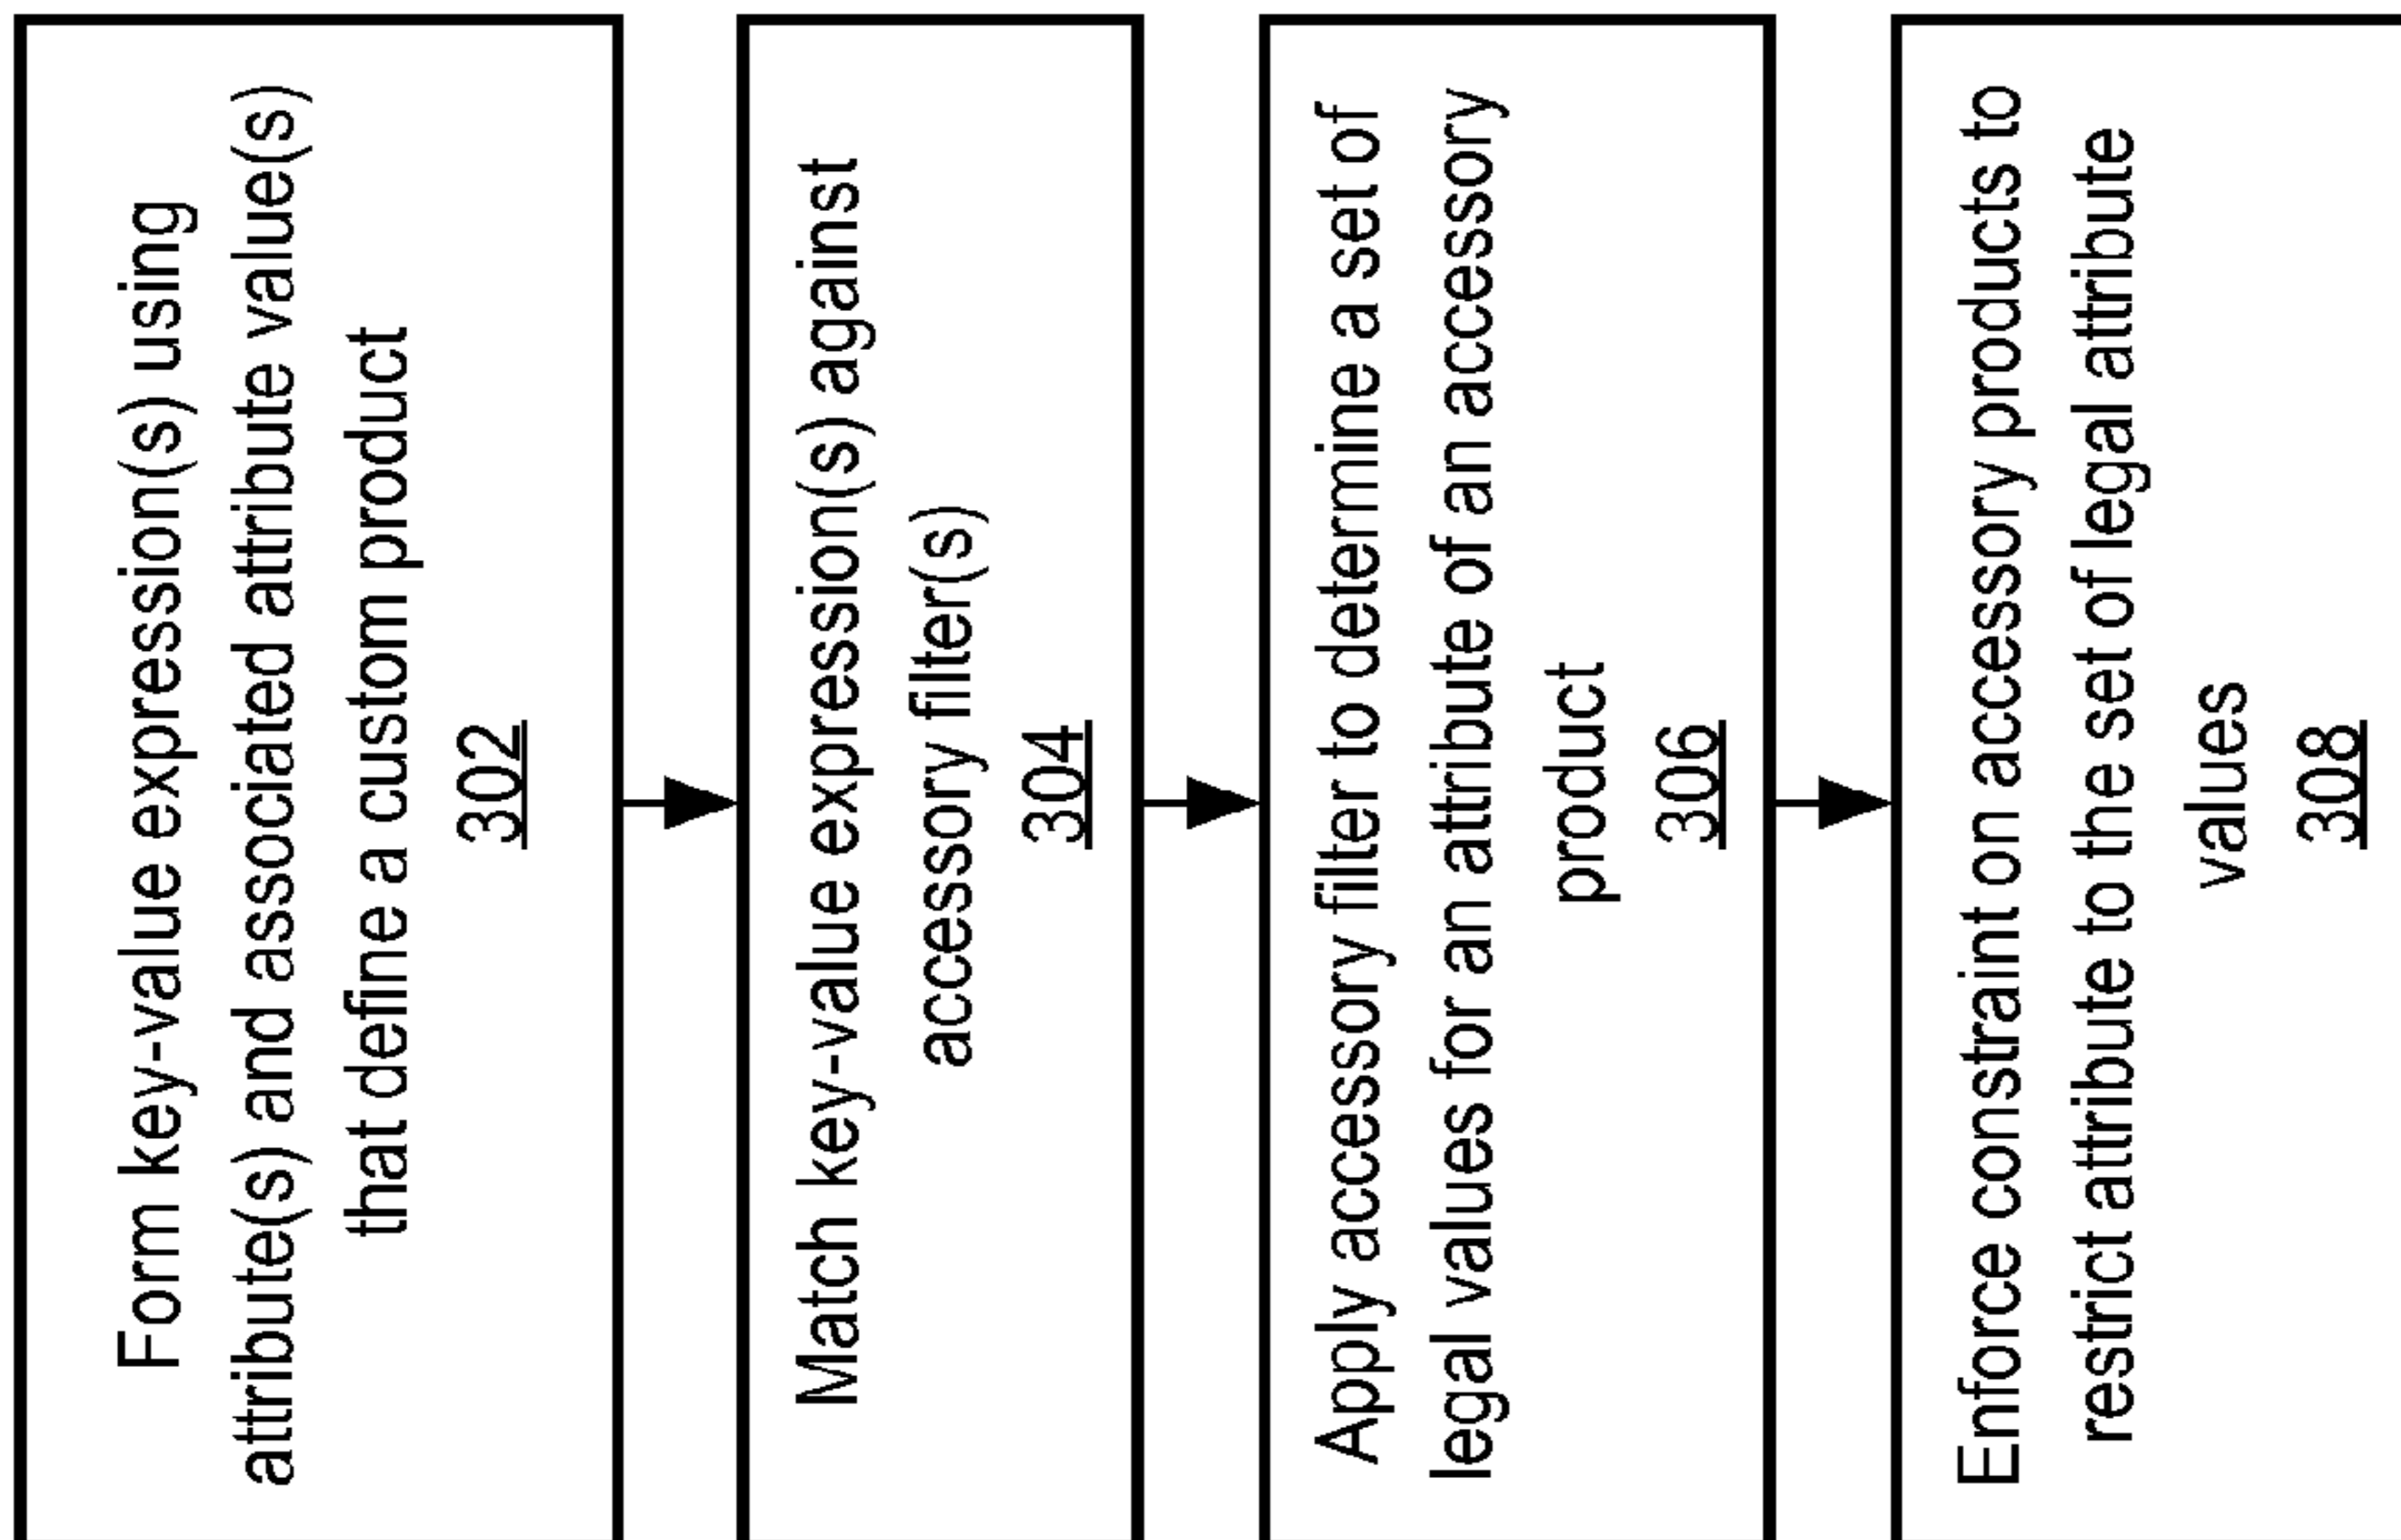 Form key-value expression(s) using
attribute(s) and associated attribute value(s)
that define a custom product
302
Match key-value expression(s) against
accessory filter(s)
304
Apply accessory filter to determine a set of
legal values for an attribute of an accessory
product
306
Enforce constraint on accessory products to
restrict attribute to the set of legal attribute
values
308